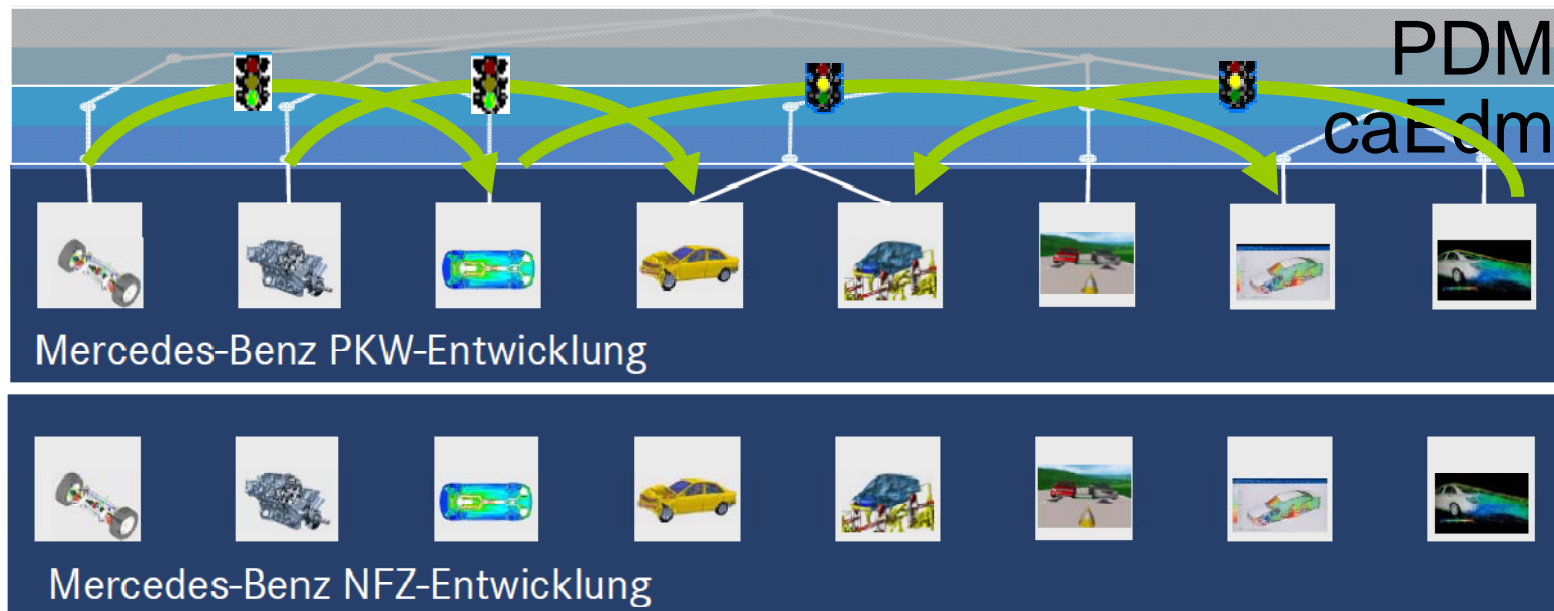 PDM
caEdm
Mercedes-Benz PKW-Entwicklung
Mercedes-Benz NFZ-Entwicklung